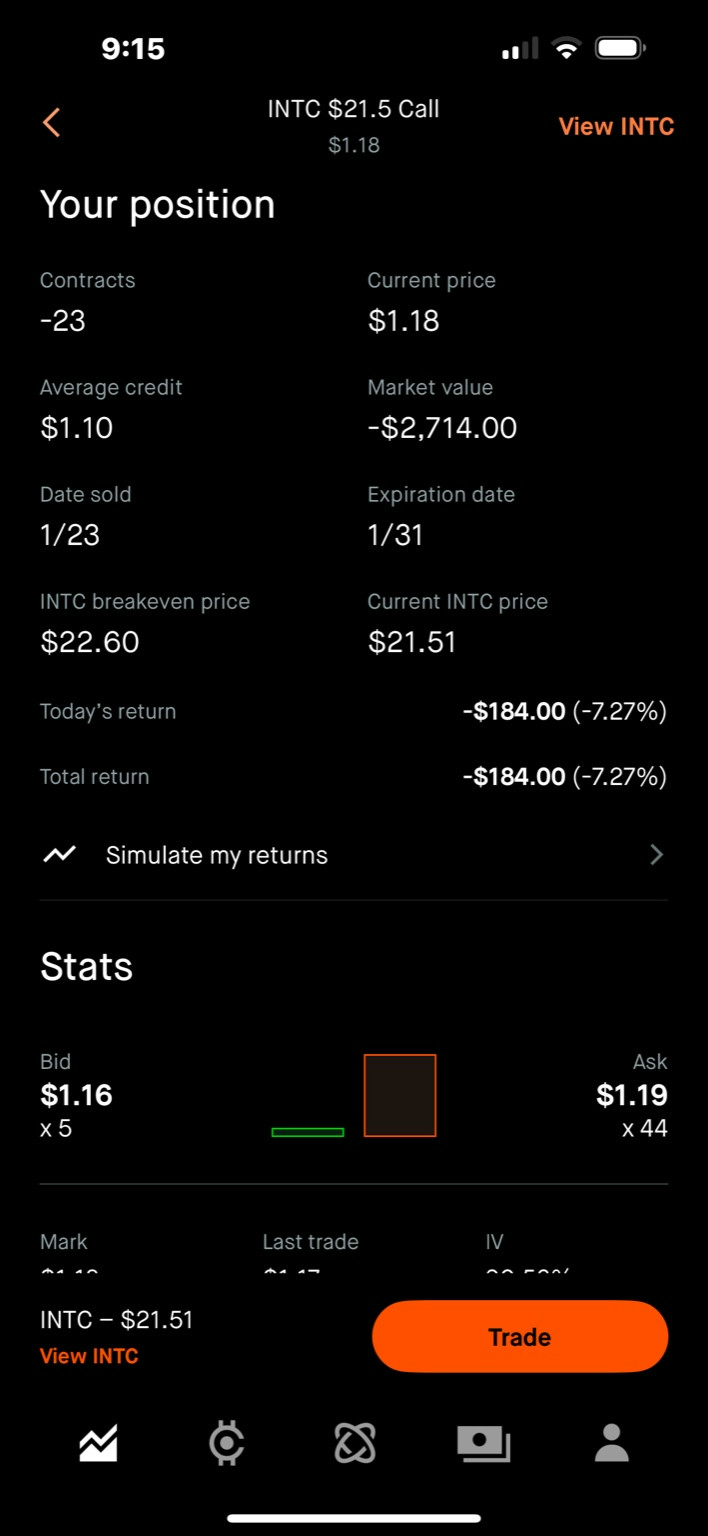 9:15
INTC $21.5 Call
$1.18
View INTC
Your position
Contracts
Current price
-23
$1.18
Average credit
Market value
$1.10
-$2,714.00
Date sold
Expiration date
1/23
1/31
INTC breakeven price
Current INTC price
$22.60
$21.51
Today's return
-$184.00 (-7.27%)
Total return
-$184.00 (-7.27%)
Simulate my returns
Stats
Bid
Ask
$1.16
$1.19
x 5
x 44
Mark
Last trade
IV
INTC – $21.51
View INTC
Trade